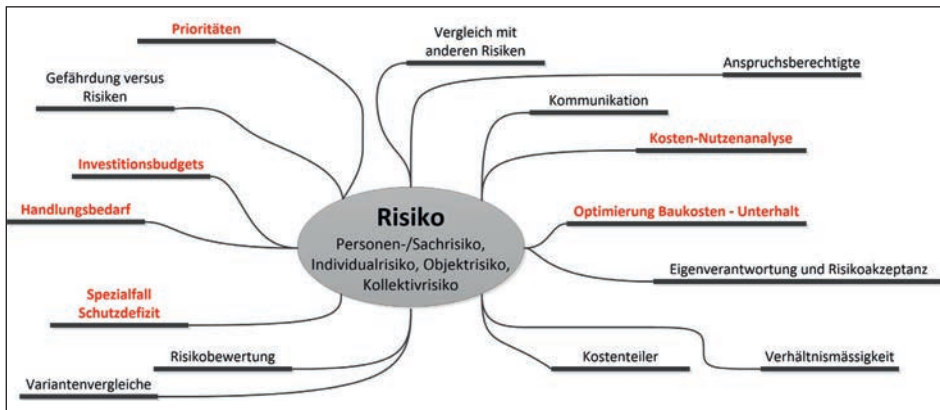 Prioritäten
Vergleich mit
anderen Risiken
Anspruchsberechtigte
Gefährdung versus
Risiken
Kommunikation
Kosten-Nutzenanalyse
Investitionsbudgets
Handlungsbedarf
Optimierung Baukosten - Unterhalt
Risiko
Personen-/Sachrisiko,
Individualrisiko, Objektrisiko,
Kollektivrisiko
Eigenverantwortung und Risikoakzeptanz
Spezialfall
Schutzdefizit
Risikobewertung
Kostenteiler
Verhältnismässigkeit
Variantenvergleiche